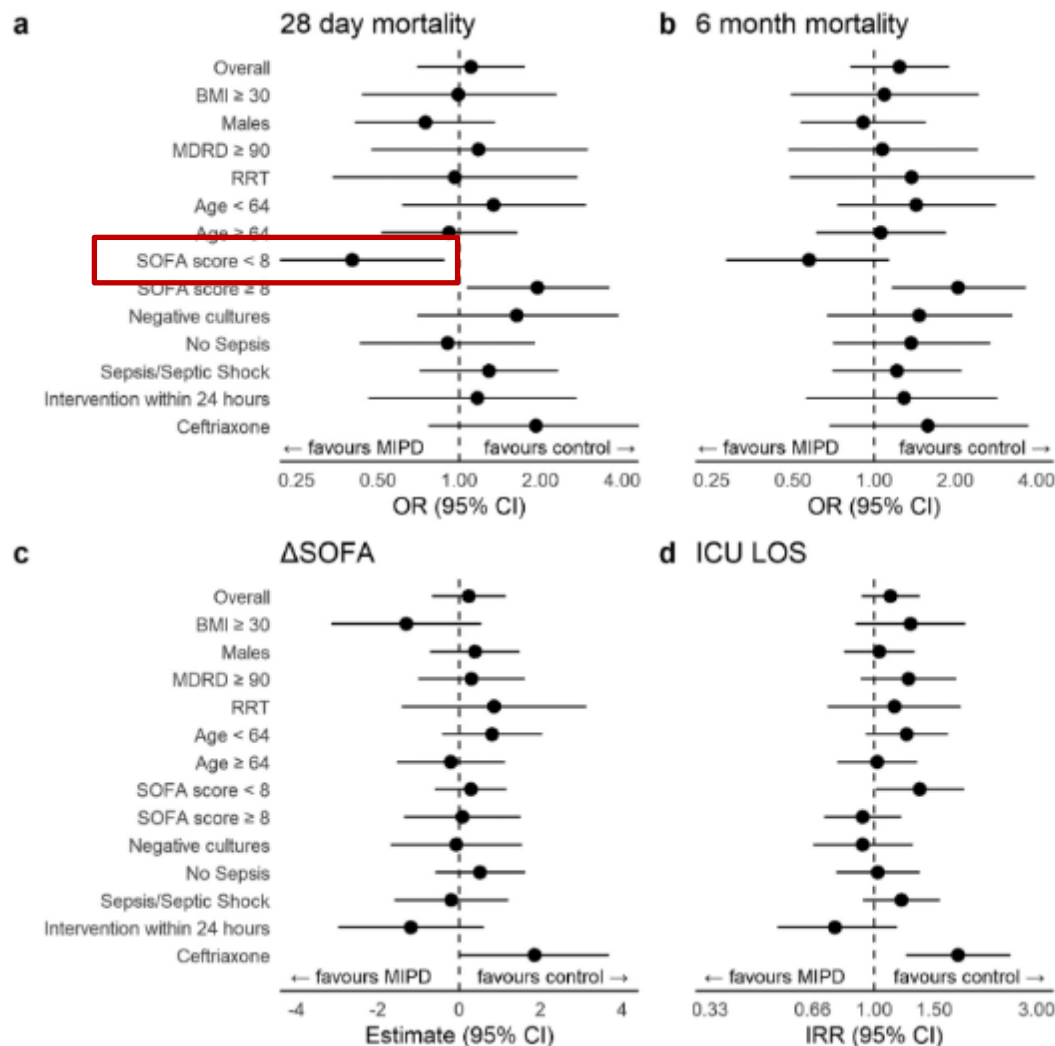 a 28 day mortality
Overall
BMI ≥ 30
Males
MDRD ≥ 90
RRT
Age < 64
Age ≥ 64
SOFA score < 8
SOFA score ≥ 8
Negative cultures
No Sepsis
Sepsis/Septic Shock
Intervention within 24 hours
Ceftriaxone
← favours MIPD favours control →
0.25 0.50 1.00 2.00 4.00
OR (95% CI)
b 6 month mortality
← favours MIPD favours control →
0.25 0.50 1.00 2.00 4.00
OR (95% CI)
c ΔSOFA
Overall
BMI ≥ 30
Males
MDRD ≥ 90
RRT
Age < 64
Age ≥ 64
SOFA score < 8
SOFA score ≥ 8
Negative cultures
No Sepsis
Sepsis/Septic Shock
Intervention within 24 hours
Ceftriaxone
← favours MIPD favours control →
-4 -2 0 2 4
Estimate (95% CI)
d ICU LOS
← favours MIPD favours control →
0.33 0.66 1.00 1.50 3.00
IRR (95% CI)